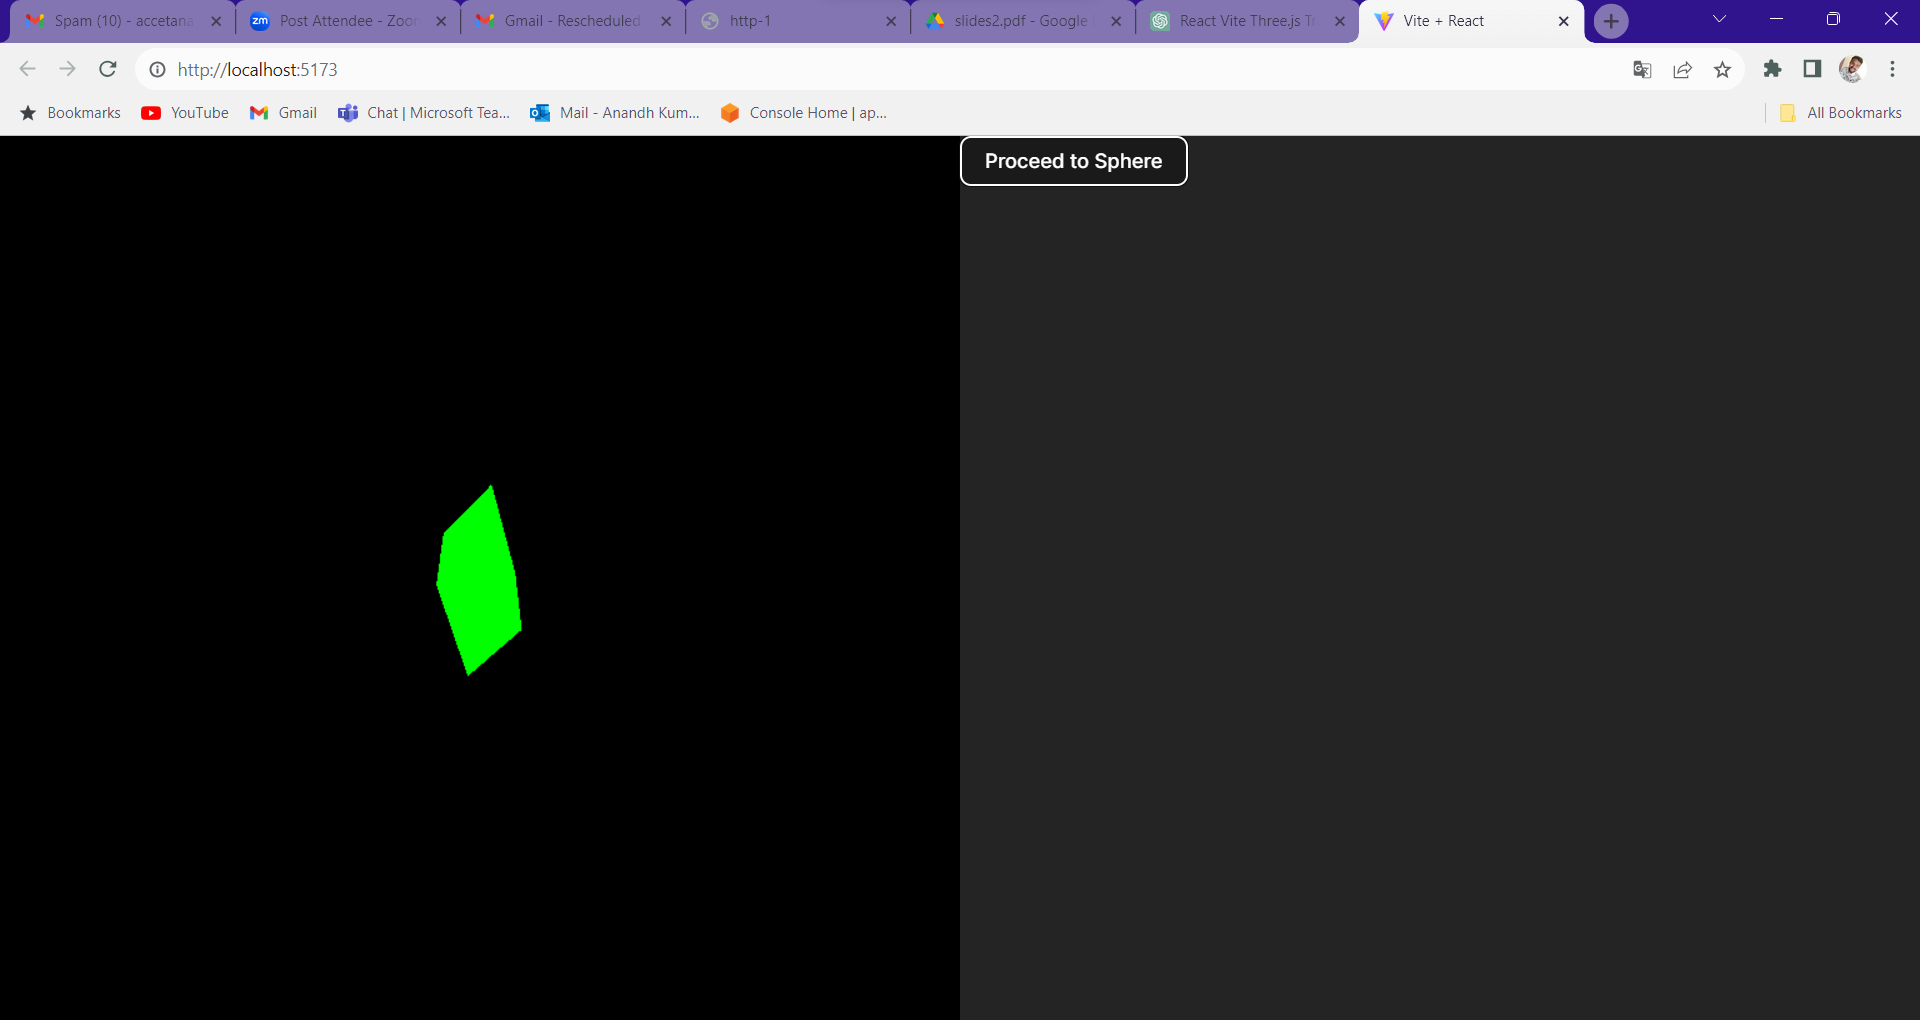 Spam (10) - accetana
zm
Post Attendee - Zoom
Gmail - Rescheduled
http-1
slides2.pdf - Google
React Vite Three.js Tr
Vite + React
http://localhost:5173
Bookmarks
YouTube
Gmail
Chat | Microsoft Tea...
Mail - Anandh Kum...
Console Home | ap...
All Bookmarks
Proceed to Sphere